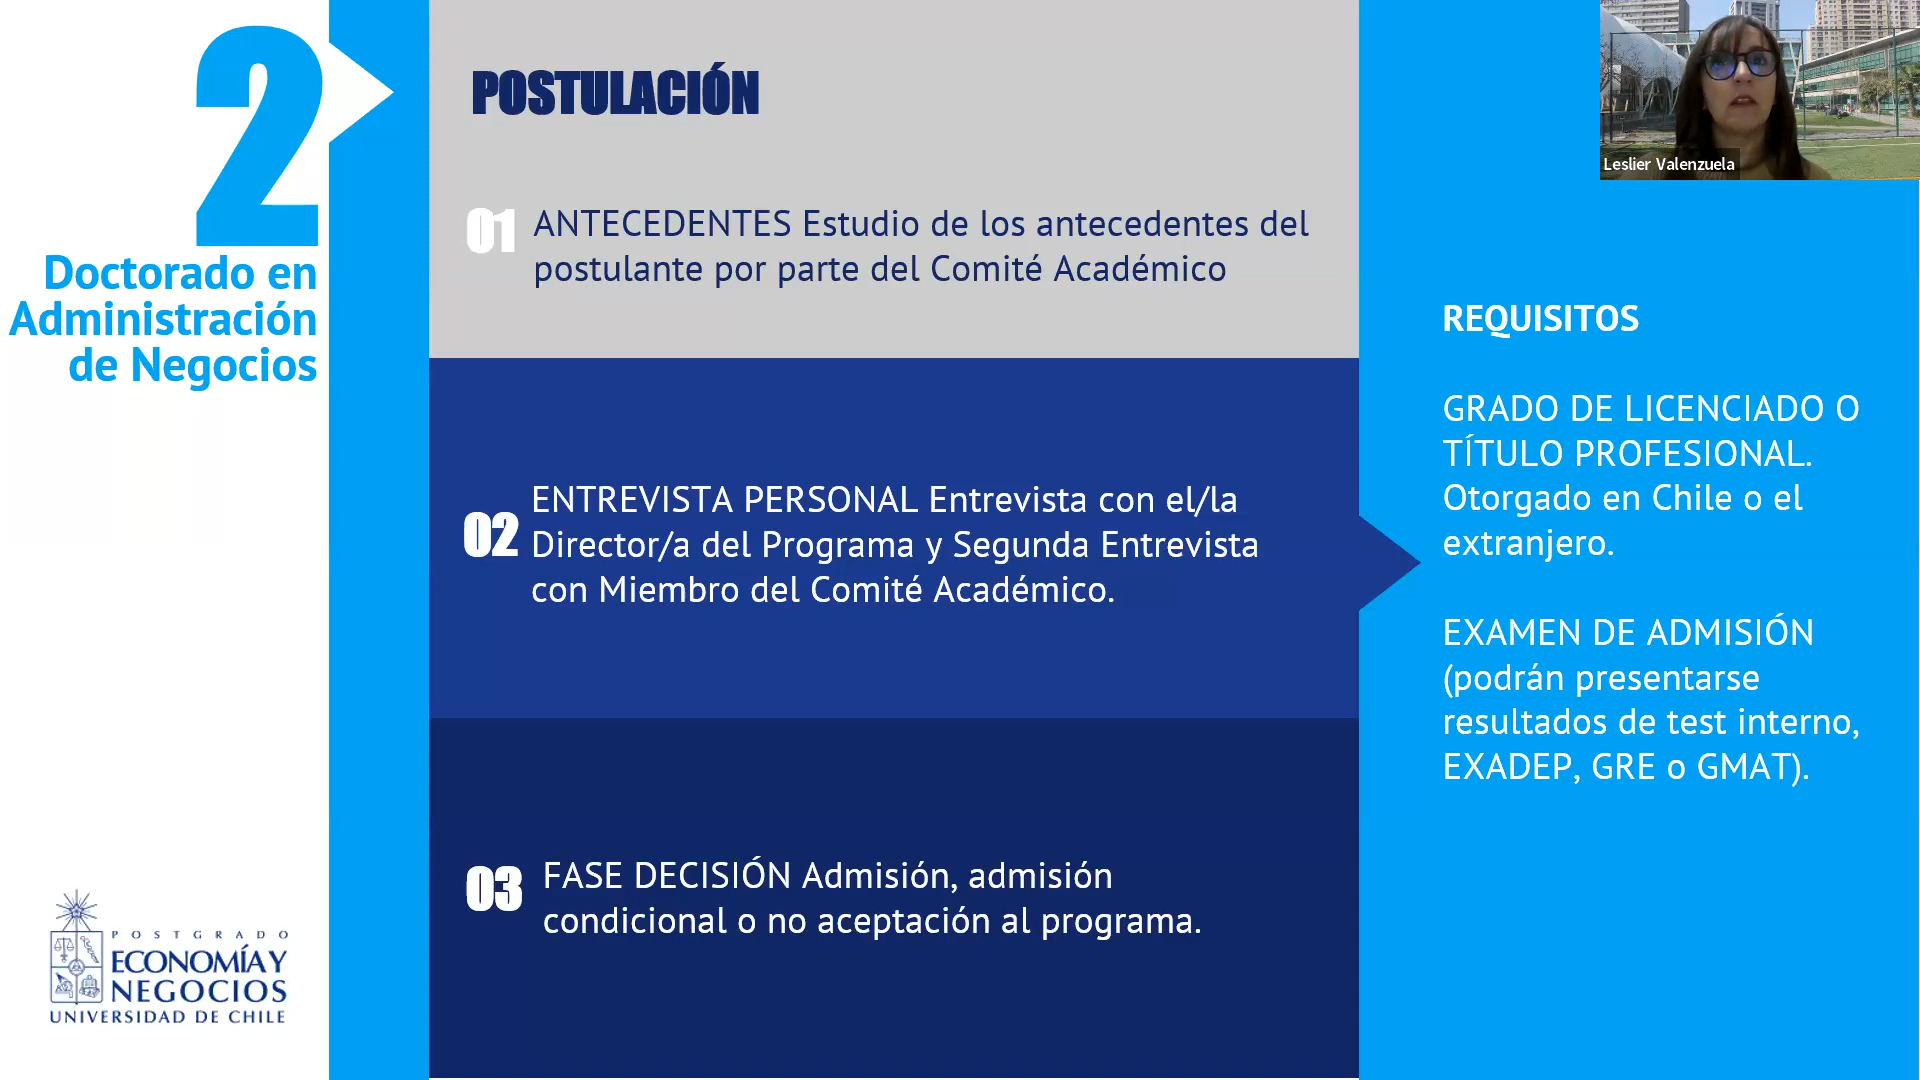 2
Doctorado en
Administración
de Negocios
POSTULACIÓN
01
ANTECEDENTES Estudio de los antecedentes del
postulante por parte del Comité Académico
02
ENTREVISTA PERSONAL Entrevista con el/la
Director/a del Programa y Segunda Entrevista
con Miembro del Comité Académico.
03
FASE DECISIÓN Admisión, admisión
condicional o no aceptación al programa.
Leslier Valenzuela
REQUISITOS
GRADO DE LICENCIADO O
TÍTULO PROFESIONAL.
Otorgado en Chile o el
extranjero.
EXAMEN DE ADMISIÓN
(podrán presentarse
resultados de test interno,
EXADEP, GRE o GMAT).
POSTGRADO
ECONOMÍA Y
NEGOCIOS
UNIVERSIDAD DE CHILE